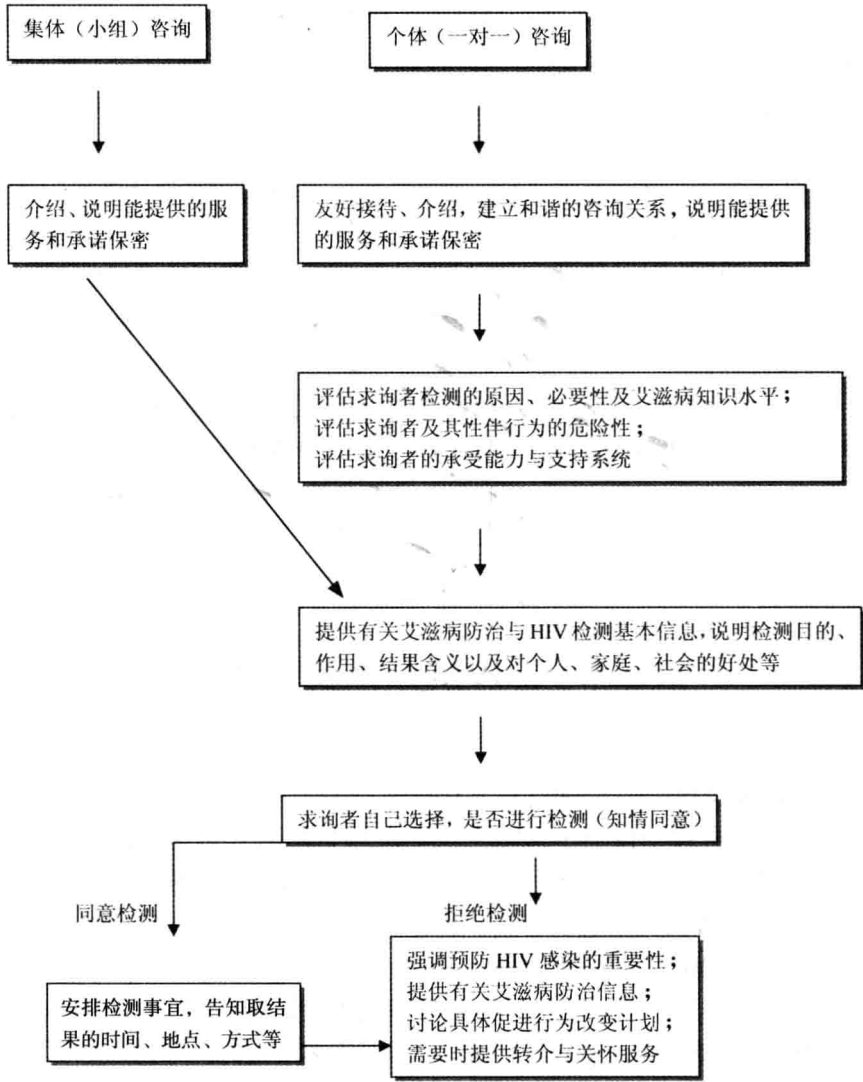 集体（小组）咨询
个体（一对一）咨询
介绍、说明能提供的服
务和承诺保密
友好接待、介绍，建立和谐的咨询关系，说明能提供
的服务和承诺保密
评估求询者检测的原因、必要性及艾滋病知识水平；
评估求询者及其性伴行为的危险性；
评估求询者的承受能力与支持系统
提供有关艾滋病防治与HIV检测基本信息，说明检测目的、
作用、结果含义以及对个人、家庭、社会的好处等
求询者自己选择，是否进行检测（知情同意）
同意检测
拒绝检测
安排检测事宜，告知取结
果的时间、地点、方式等
强调预防HIV感染的重要性；
提供有关艾滋病防治信息；
讨论具体促进行为改变计划；
需要时提供转介与关怀服务